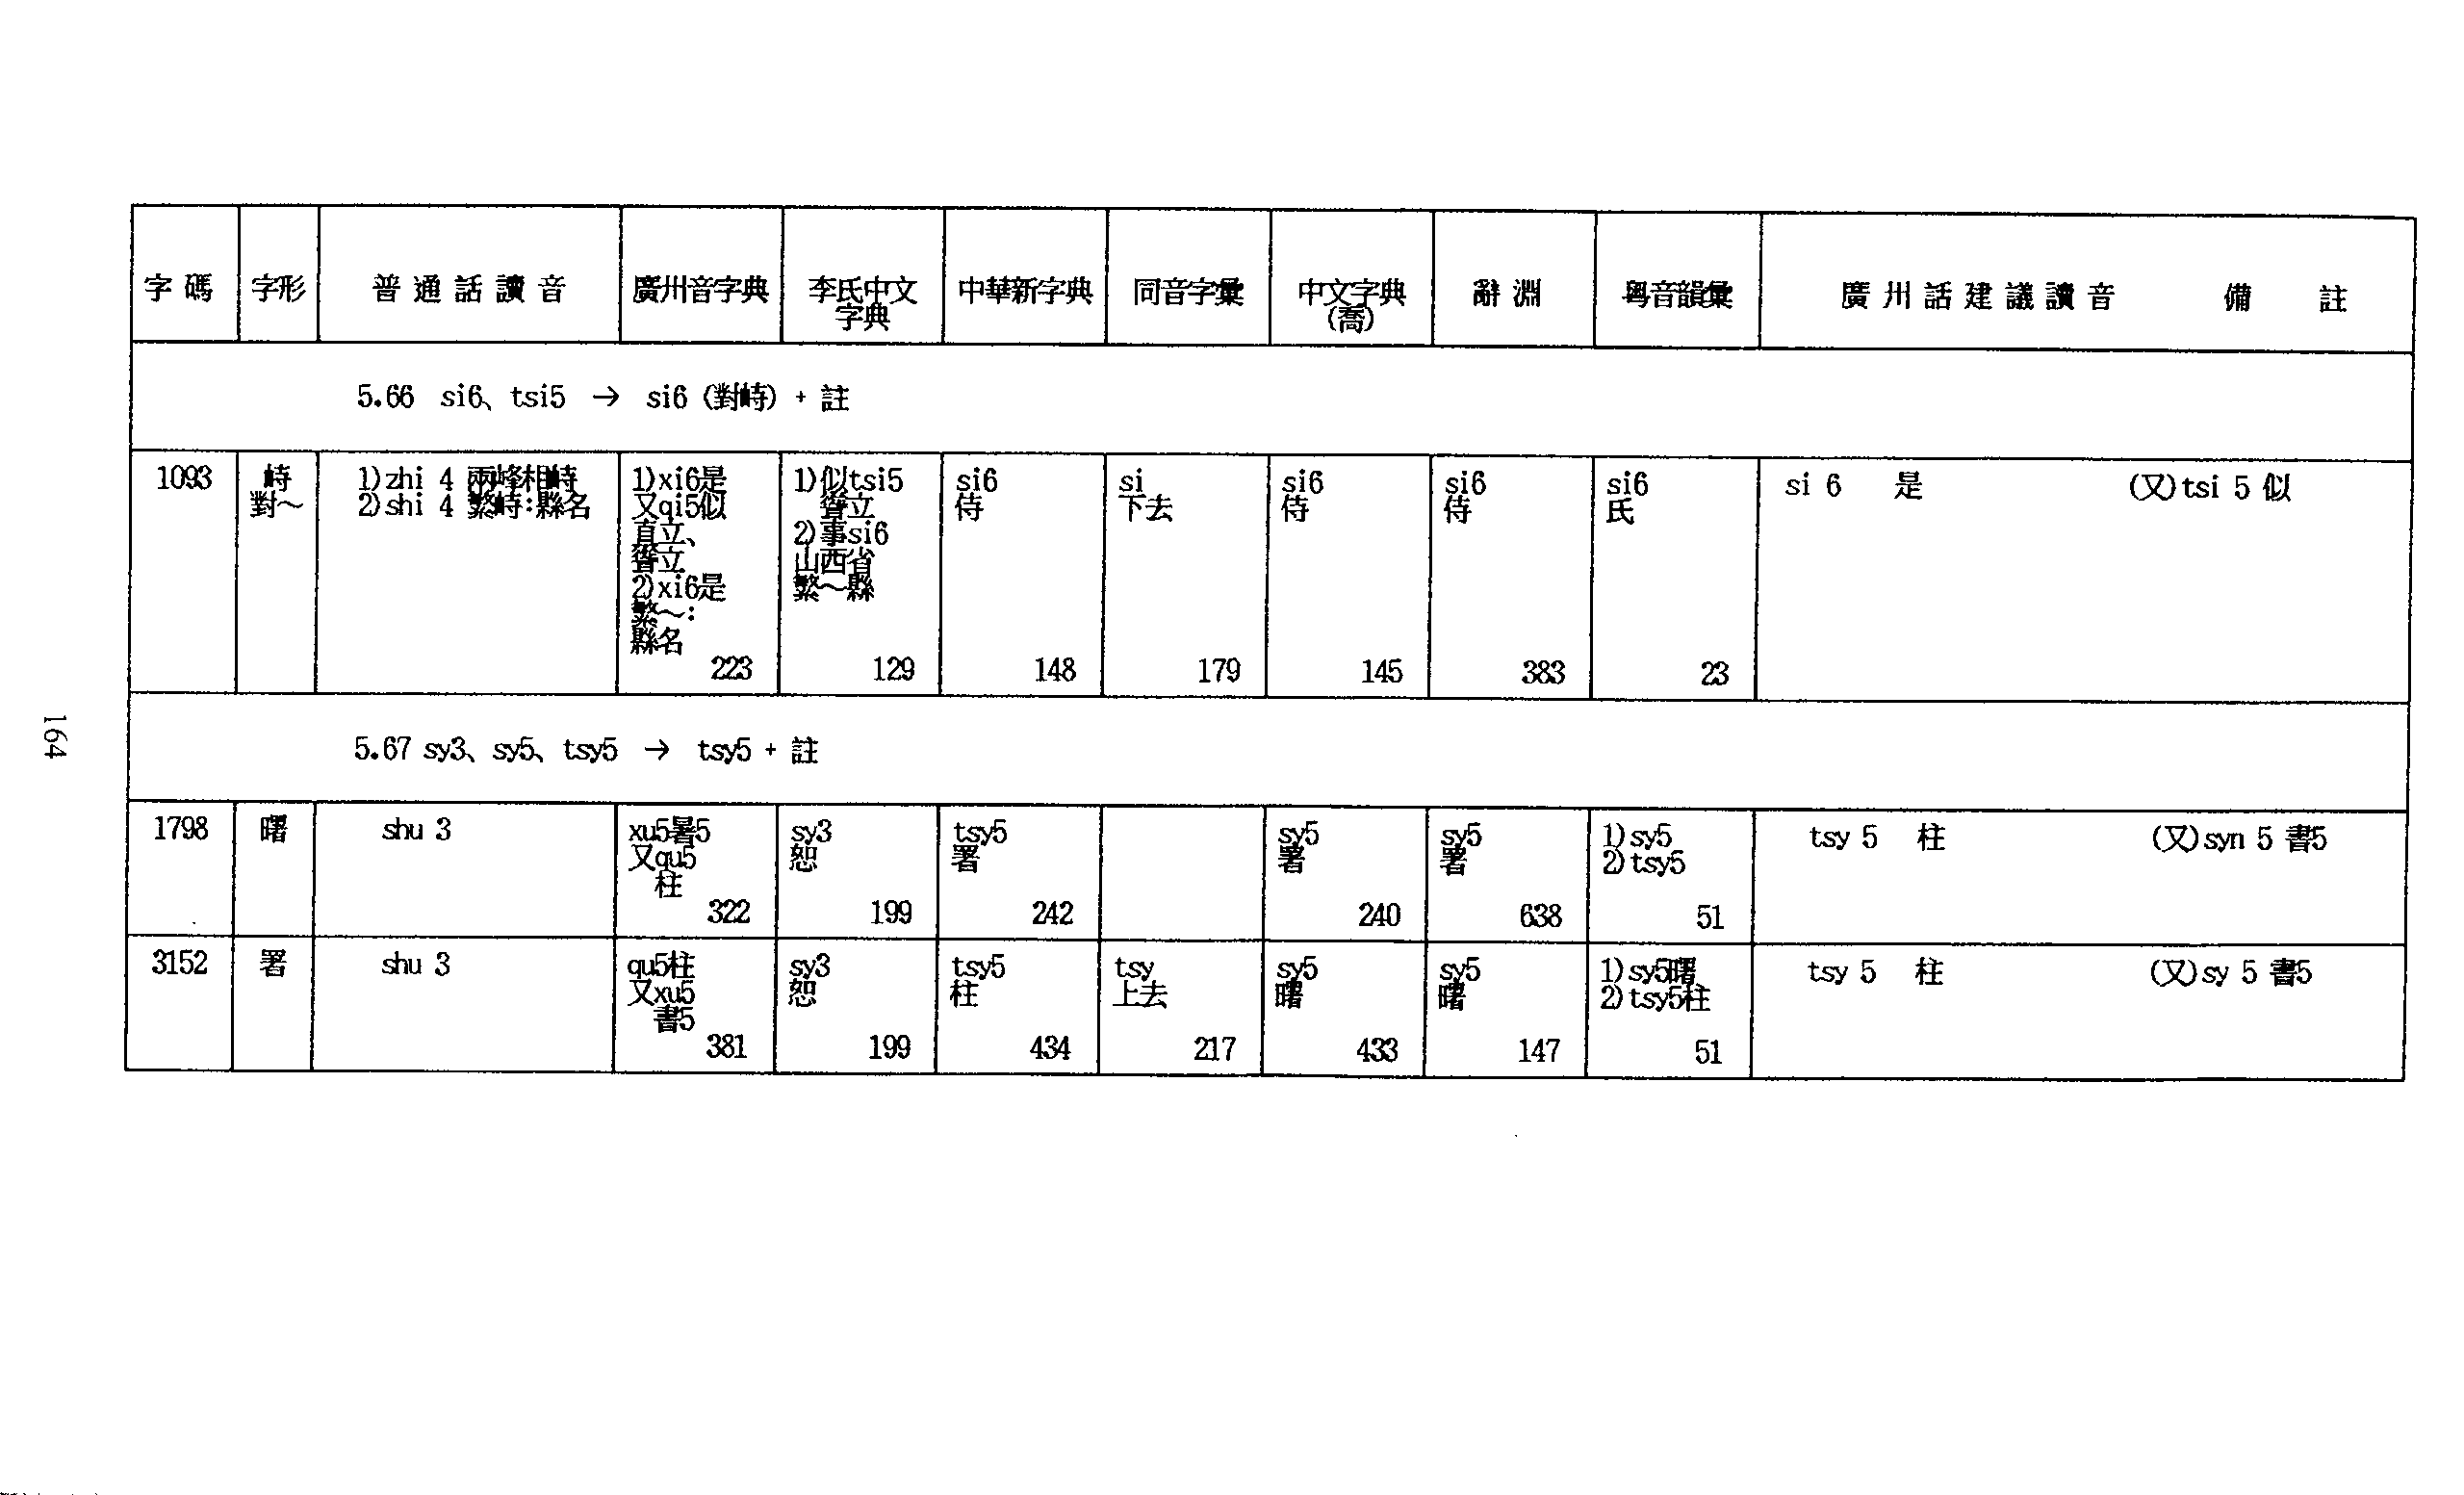 字 碼 字形 普 通 話 讀 音 廣州音字典 李氏中文 中華新字典 同音字彙 中文字典 辭 淵 粵音韻彙 廣 州 話 建 議 讀 音 備 註
字典 (喬)
5.66 si6、tsi5 → si6 (對峙) + 註
1093
峙
對～
1)zhi 4 兩峰相峙
2)shi 4 繁峙:縣名
1)xi6是
又qi5似
直立、
聳立
2)xi6是
繁～:
縣名
223
1)似tsi5
聳立
2)事si6
山西省
繁～縣
129
si6
侍
148
si
下去
179
si6
侍
145
si6
侍
383
si6
氏
23
si 6 是 (又)tsi 5 似
164
5.67 sy3、sy5、tsy5 → tsy5 + 註
1798
曙
shu 3
xu5暑5
又qu5
柱
322
sy3
恕
199
tsy5
署
242
sy5
署
240
sy5
署
638
1)sy5
2)tsy5
51
tsy 5 柱 (又)syn 5 書5
3152
署
shu 3
qu5柱
又xu5
書5
381
sy3
恕
199
tsy5
柱
434
tsy
上去
217
sy5
曙
433
sy5
曙
147
1)sy5曙
2)tsy5柱
51
tsy 5 柱 (又)sy 5 書5